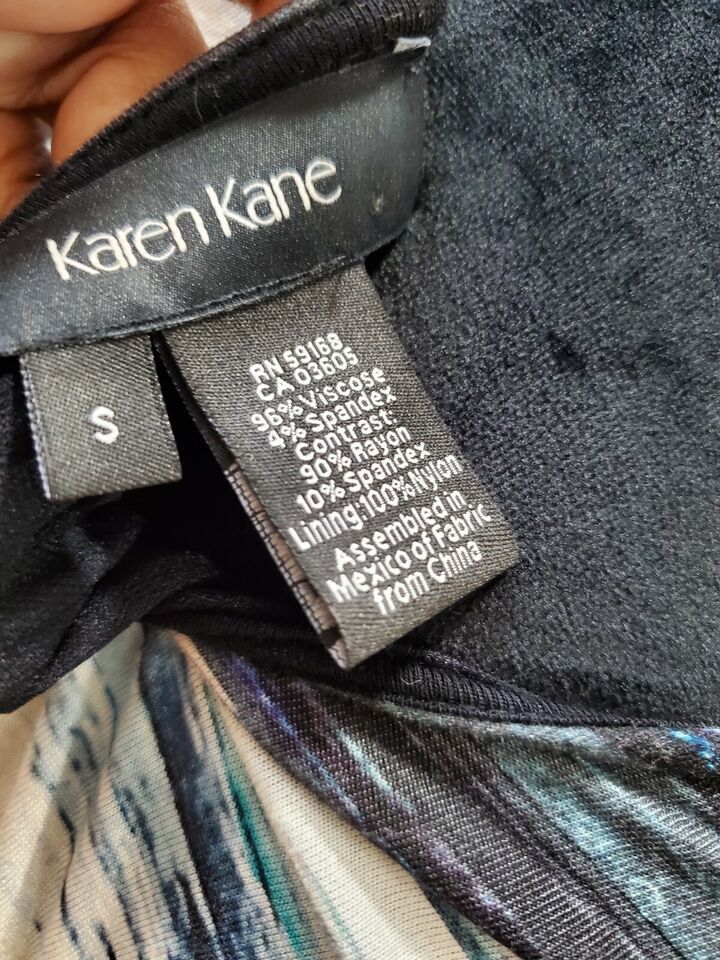 Karen Kane
S
RN 59168
CA 03605
96% Viscose
4% Spandex
Contrast:
90% Rayon
10% Spandex
Lining:100%Nylon
Assembled in
Mexico of Fabric
from China